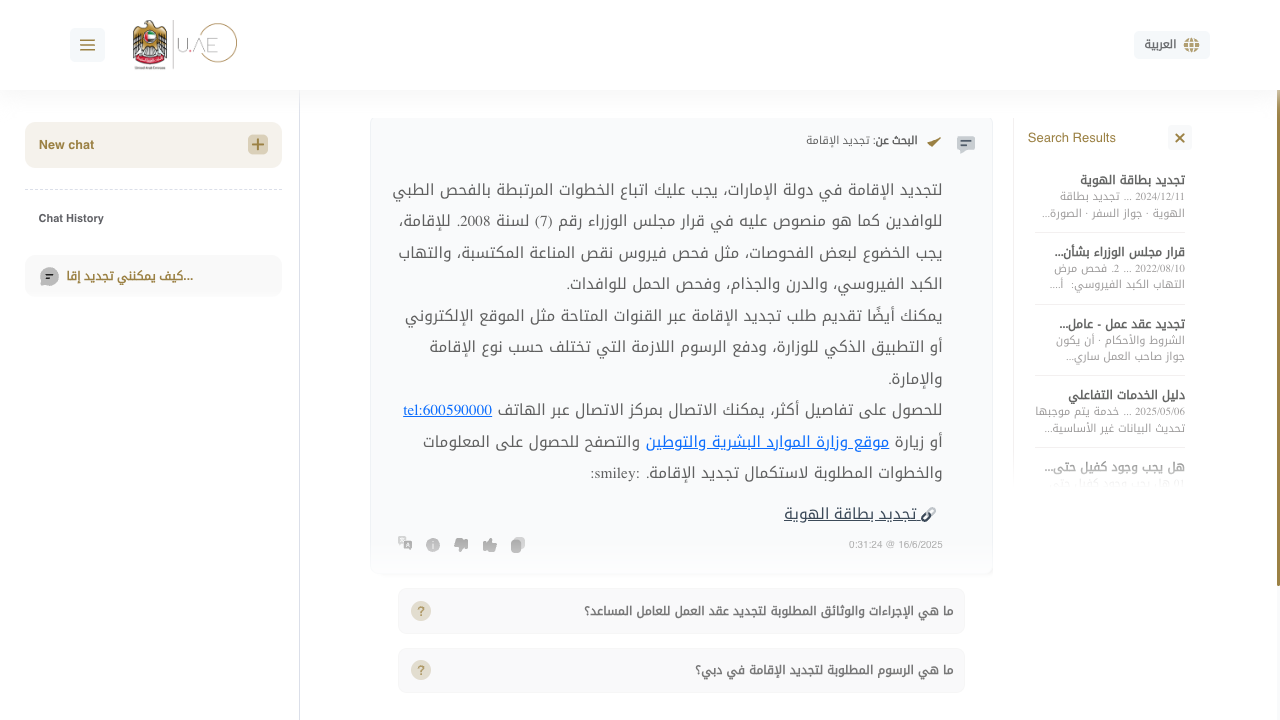 U.AE
العربية
New chat
Chat History
كيف يمكنني تجديد إقا...
البحث عن: تجديد الإقامة
لتجديد الإقامة في دولة الإمارات، يجب عليك اتباع الخطوات المرتبطة بالفحص الطبي
للوافدين كما هو منصوص عليه في قرار مجلس الوزراء رقم (7) لسنة 2008. للإقامة،
يجب الخضوع لبعض الفحوصات، مثل فحص فيروس نقص المناعة المكتسبة، والتهاب
الكبد الفيروسي، والدرن والجذام، وفحص الحمل للوافدات.
يمكنك أيضًا تقديم طلب تجديد الإقامة عبر القنوات المتاحة مثل الموقع الإلكتروني
أو التطبيق الذكي للوزارة، ودفع الرسوم اللازمة التي تختلف حسب نوع الإقامة
والإمارة.
للحصول على تفاصيل أكثر، يمكنك الاتصال بمركز الاتصال عبر الهاتف tel:600590000
أو زيارة موقع وزارة الموارد البشرية والتوطين والتصفح للحصول على المعلومات
والخطوات المطلوبة لاستكمال تجديد الإقامة. :smiley:
تجديد بطاقة الهوية
16/6/2025 @ 0:31:24
ما هي الإجراءات والوثائق المطلوبة لتجديد عقد العمل للعامل المساعد؟
ما هي الرسوم المطلوبة لتجديد الإقامة في دبي؟
Search Results
تجديد بطاقة الهوية
2024/12/11 ... تجديد بطاقة
الهوية · جواز السفر · الصورة...
قرار مجلس الوزراء بشأن...
2022/08/10 ... 2. فحص مرض
التهاب الكبد الفيروسي: أ....
تجديد عقد عمل - عامل...
الشروط والأحكام · أن يكون
جواز صاحب العمل ساري...
دليل الخدمات التفاعلي
2025/05/06 ... خدمة يتم موجبها
تحديث البيانات غير الأساسية...
هل يجب وجود كفيل حتى...